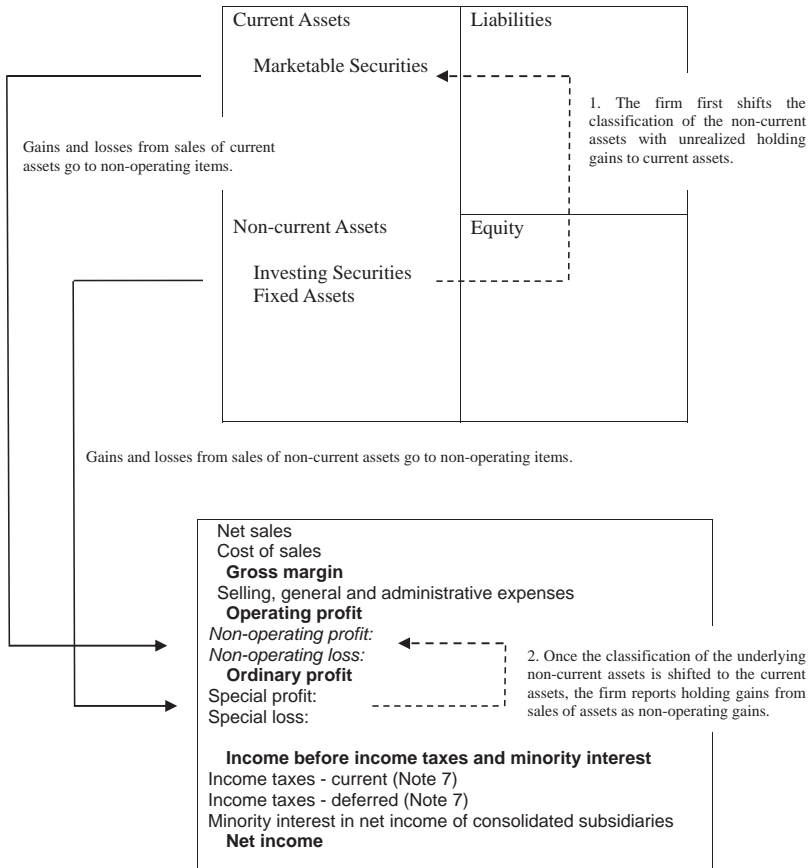 Current Assets
Liabilities
Marketable Securities
1. The firm first shifts the
classification of the non-current
assets with unrealized holding
gains to current assets.
Gains and losses from sales of current
assets go to non-operating items.
Non-current Assets
Equity
Investing Securities
Fixed Assets
Gains and losses from sales of non-current assets go to non-operating items.
Net sales
Cost of sales
Gross margin
Selling, general and administrative expenses
Operating profit
Non-operating profit:
Non-operating loss:
Ordinary profit
Special profit:
Special loss:
2. Once the classification of the underlying
non-current assets is shifted to the current
assets, the firm reports holding gains from
sales of assets as non-operating gains.
Income before income taxes and minority interest
Income taxes - current (Note 7)
Income taxes - deferred (Note 7)
Minority interest in net income of consolidated subsidiaries
Net income